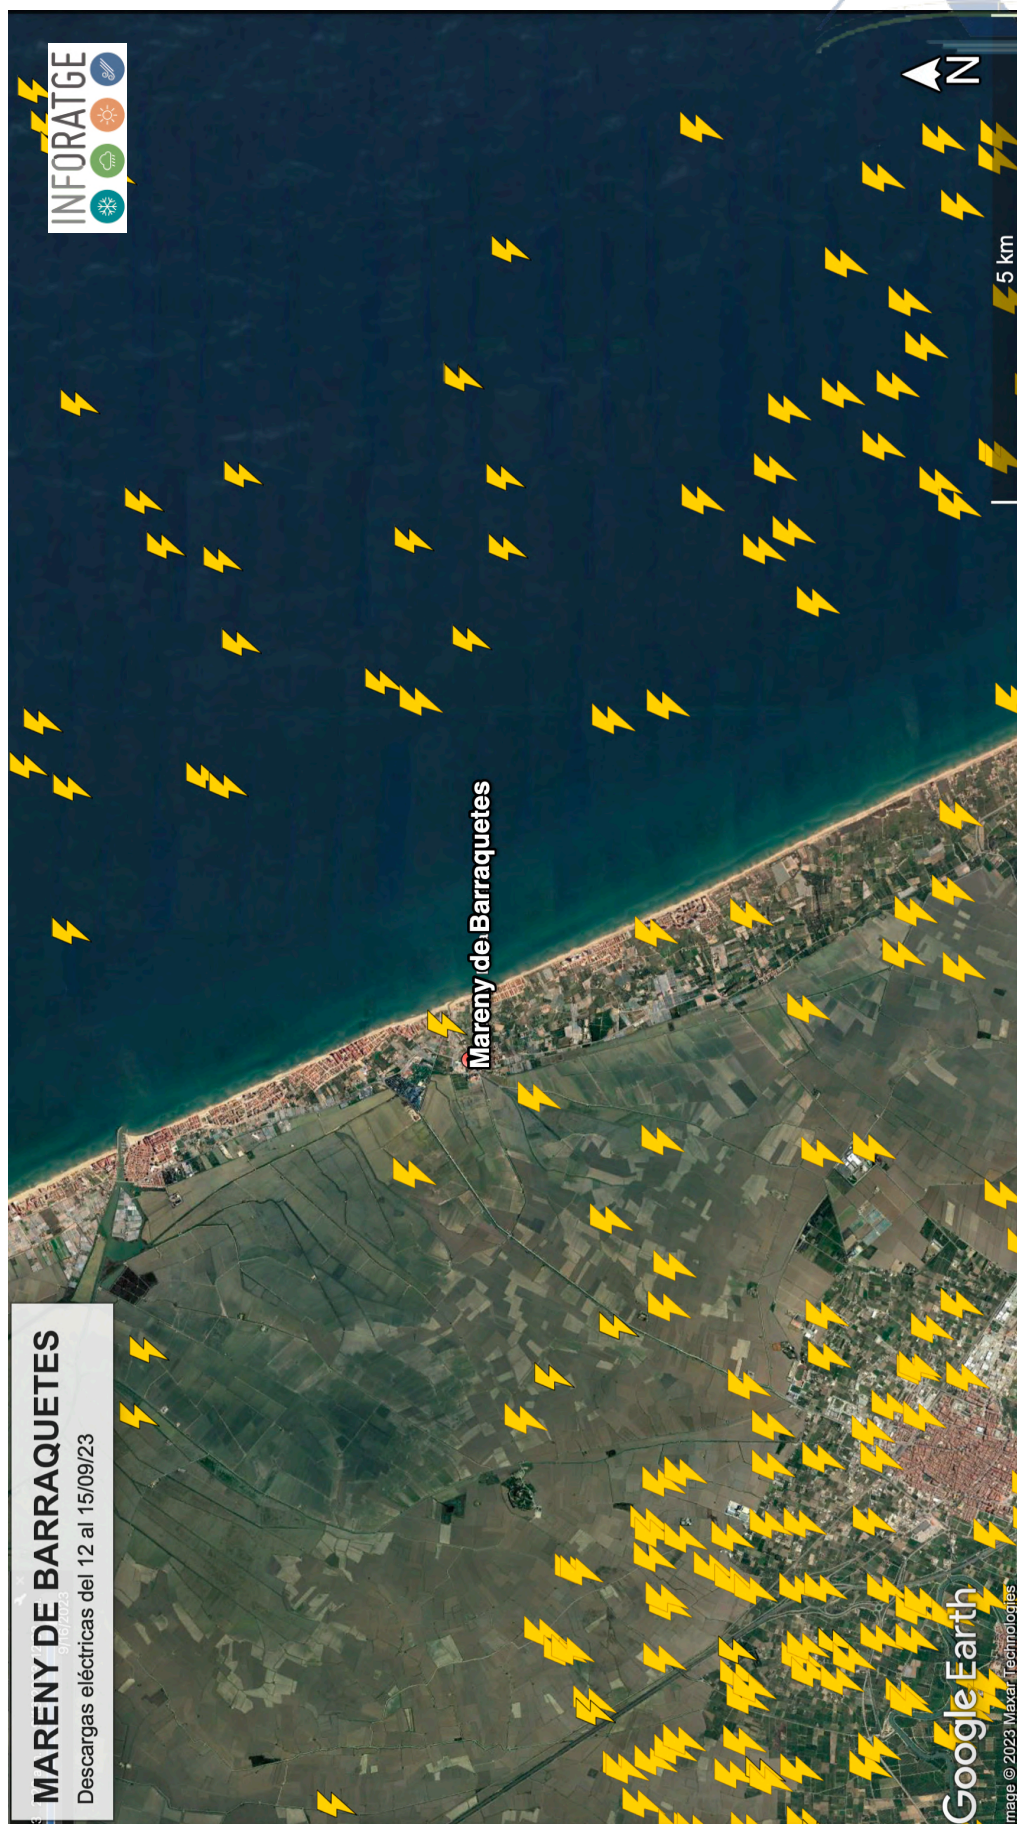 MARENY DE BARRAQUETES
Descargas eléctricas del 12 al 15/09/23
INFORATGE
N
Mareny de Barraquetes
5 km
Google Earth
mage © 2023 Maxar Technologies